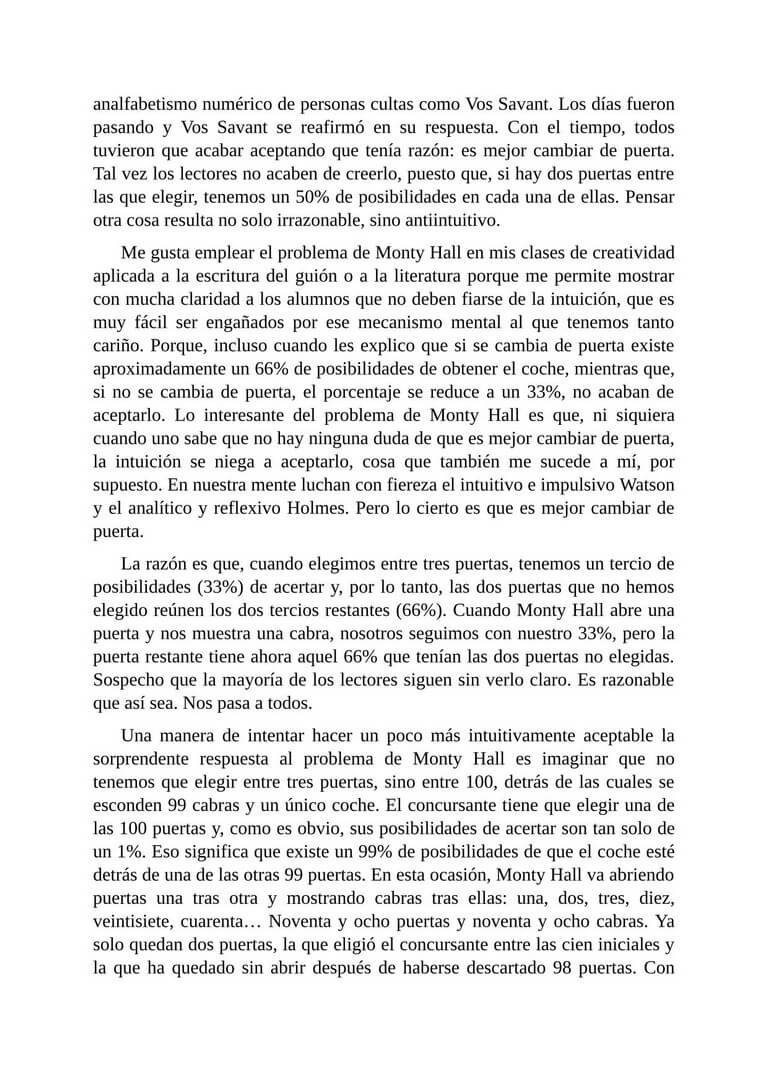 analfabetismo numérico de personas cultas como Vos Savant. Los días fueron
pasando y Vos Savant se reafirmó en su respuesta. Con el tiempo, todos
tuvieron que acabar aceptando que tenía razón: es mejor cambiar de puerta.
Tal vez los lectores no acaben de creerlo, puesto que, si hay dos puertas entre
las que elegir, tenemos un 50% de posibilidades en cada una de ellas. Pensar
otra cosa resulta no solo irrazonable, sino antiintuitivo.
Me gusta emplear el problema de Monty Hall en mis clases de creatividad
aplicada a la escritura del guión o a la literatura porque me permite mostrar
con mucha claridad a los alumnos que no deben fiarse de la intuición, que es
muy fácil ser engañados por ese mecanismo mental al que tenemos tanto
cariño. Porque, incluso cuando les explico que si se cambia de puerta existe
aproximadamente un 66% de posibilidades de obtener el coche, mientras que,
si no se cambia de puerta, el porcentaje se reduce a un 33%, no acaban de
aceptarlo. Lo interesante del problema de Monty Hall es que, ni siquiera
cuando uno sabe que no hay ninguna duda de que es mejor cambiar de puerta,
la intuición se niega a aceptarlo, cosa que también me sucede a mí, por
supuesto. En nuestra mente luchan con fiereza el intuitivo e impulsivo Watson
y el analítico y reflexivo Holmes. Pero lo cierto es que es mejor cambiar de
puerta.
La razón es que, cuando elegimos entre tres puertas, tenemos un tercio de
posibilidades (33%) de acertar y, por lo tanto, las dos puertas que no hemos
elegido reúnen los dos tercios restantes (66%). Cuando Monty Hall abre una
puerta y nos muestra una cabra, nosotros seguimos con nuestro 33%, pero la
puerta restante tiene ahora aquel 66% que tenían las dos puertas no elegidas.
Sospecho que la mayoría de los lectores siguen sin verlo claro. Es razonable
que así sea. Nos pasa a todos.
Una manera de intentar hacer un poco más intuitivamente aceptable la
sorprendente respuesta al problema de Monty Hall es imaginar que no
tenemos que elegir entre tres puertas, sino entre 100, detrás de las cuales se
esconden 99 cabras y un único coche. El concursante tiene que elegir una de
las 100 puertas y, como es obvio, sus posibilidades de acertar son tan solo de
un 1%. Eso significa que existe un 99% de posibilidades de que el coche esté
detrás de una de las otras 99 puertas. En esta ocasión, Monty Hall va abriendo
puertas una tras otra y mostrando cabras tras ellas: una, dos, tres, diez,
veintisiete, cuarenta… Noventa y ocho puertas y noventa y ocho cabras. Ya
solo quedan dos puertas, la que eligió el concursante entre las cien iniciales y
la que ha quedado sin abrir después de haberse descartado 98 puertas. Con